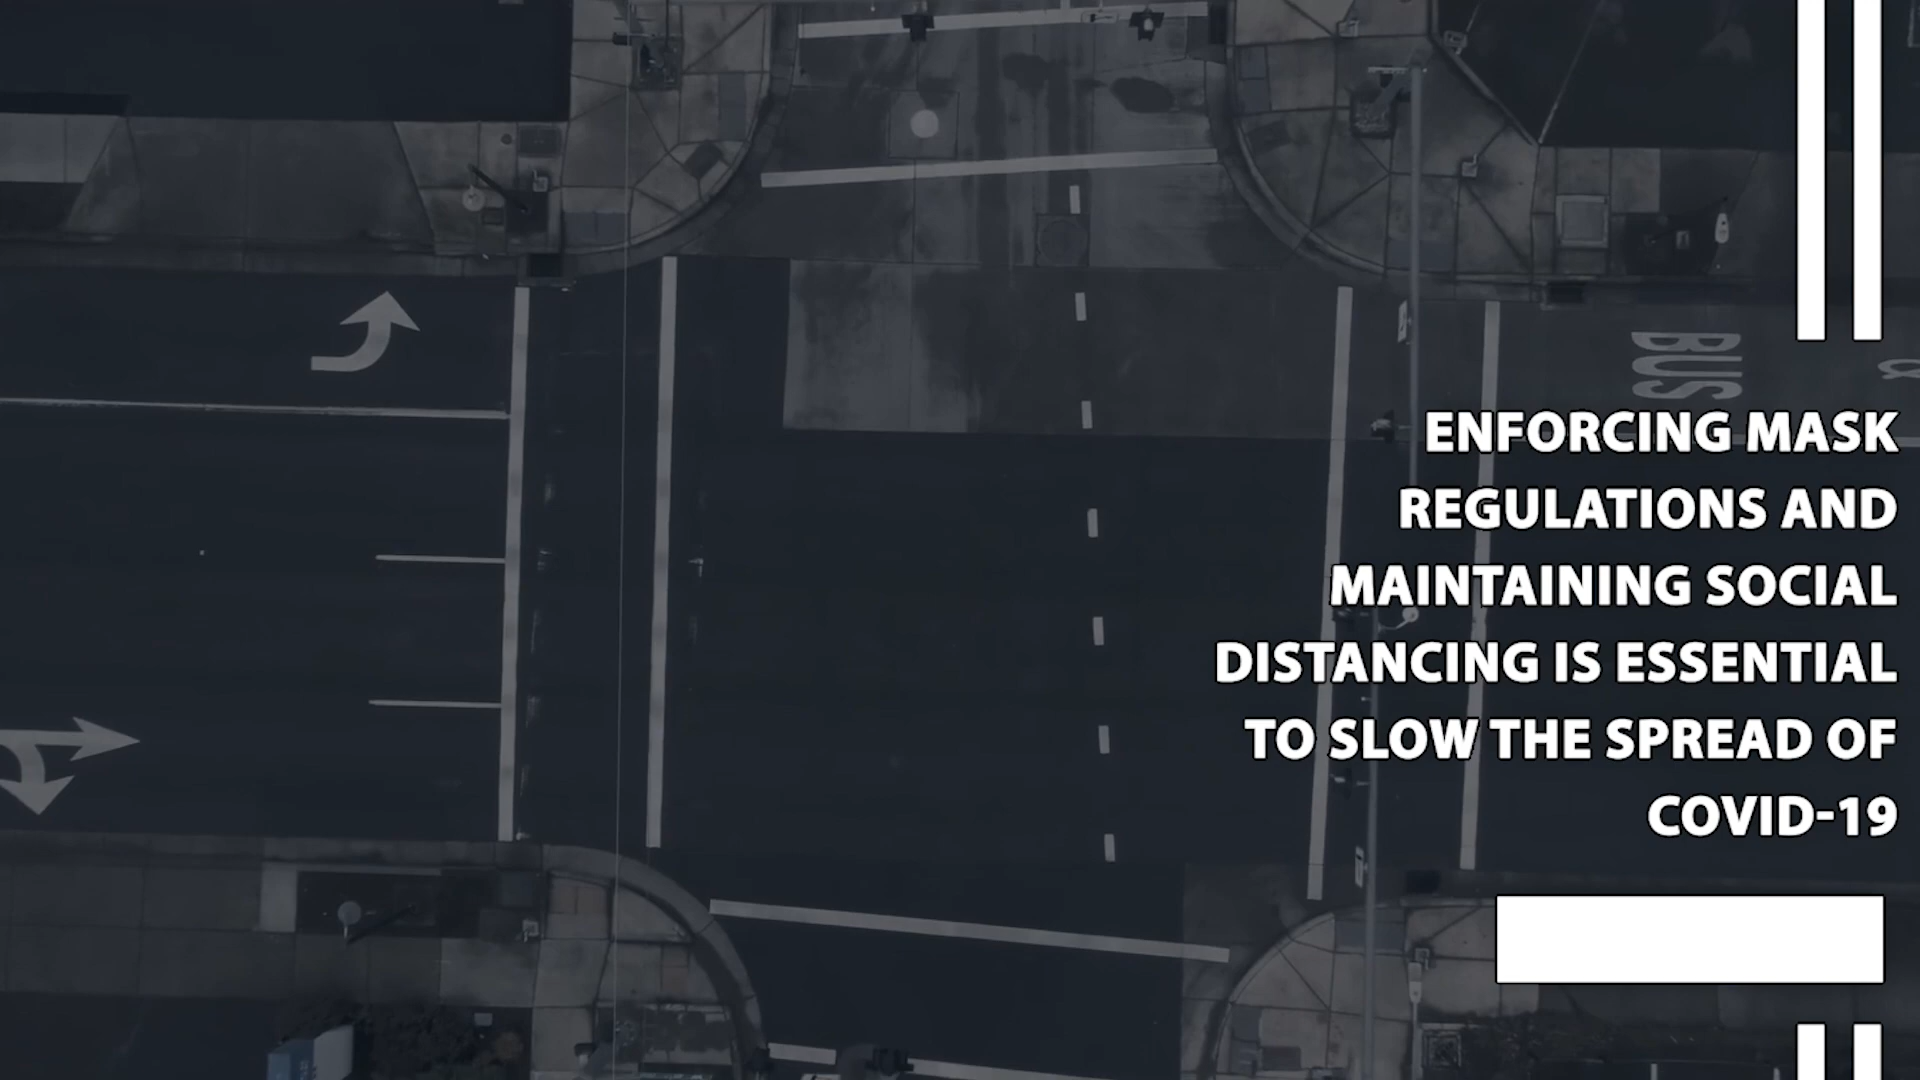 BUS
ENFORCING MASK
REGULATIONS AND
MAINTAINING SOCIAL
DISTANCING IS ESSENTIAL
TO SLOW THE SPREAD OF
COVID-19